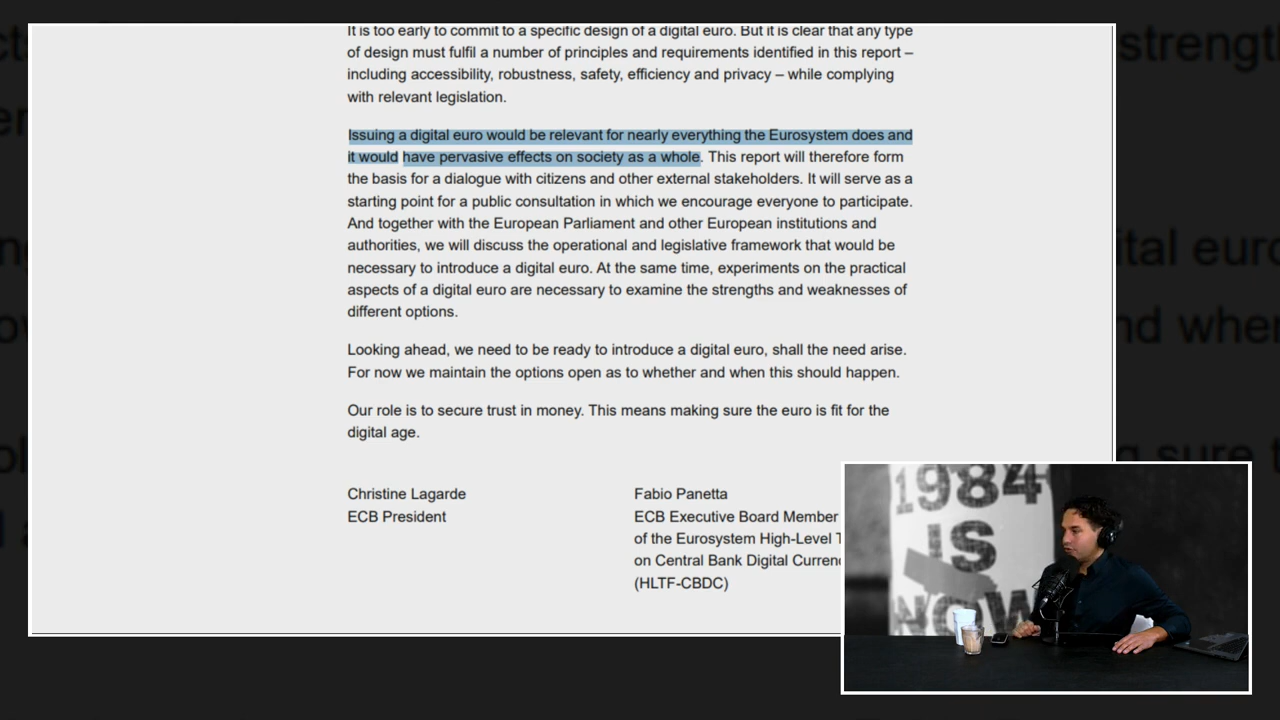 It is too early to commit to a specific design of a digital euro. But it is clear that any type
of design must fulfil a number of principles and requirements identified in this report –
including accessibility, robustness, safety, efficiency and privacy – while complying
with relevant legislation.
Issuing a digital euro would be relevant for nearly everything the Eurosystem does and
it would have pervasive effects on society as a whole. This report will therefore form
the basis for a dialogue with citizens and other external stakeholders. It will serve as a
starting point for a public consultation in which we encourage everyone to participate.
And together with the European Parliament and other European institutions and
authorities, we will discuss the operational and legislative framework that would be
necessary to introduce a digital euro. At the same time, experiments on the practical
aspects of a digital euro are necessary to examine the strengths and weaknesses of
different options.
Looking ahead, we need to be ready to introduce a digital euro, shall the need arise.
For now we maintain the options open as to whether and when this should happen.
Our role is to secure trust in money. This means making sure the euro is fit for the
digital age.
Christine Lagarde
ECB President
Fabio Panetta
ECB Executive Board Member
of the Eurosystem High-Level T
on Central Bank Digital Curren
(HLTF-CBDC)
1984
IS
NOW